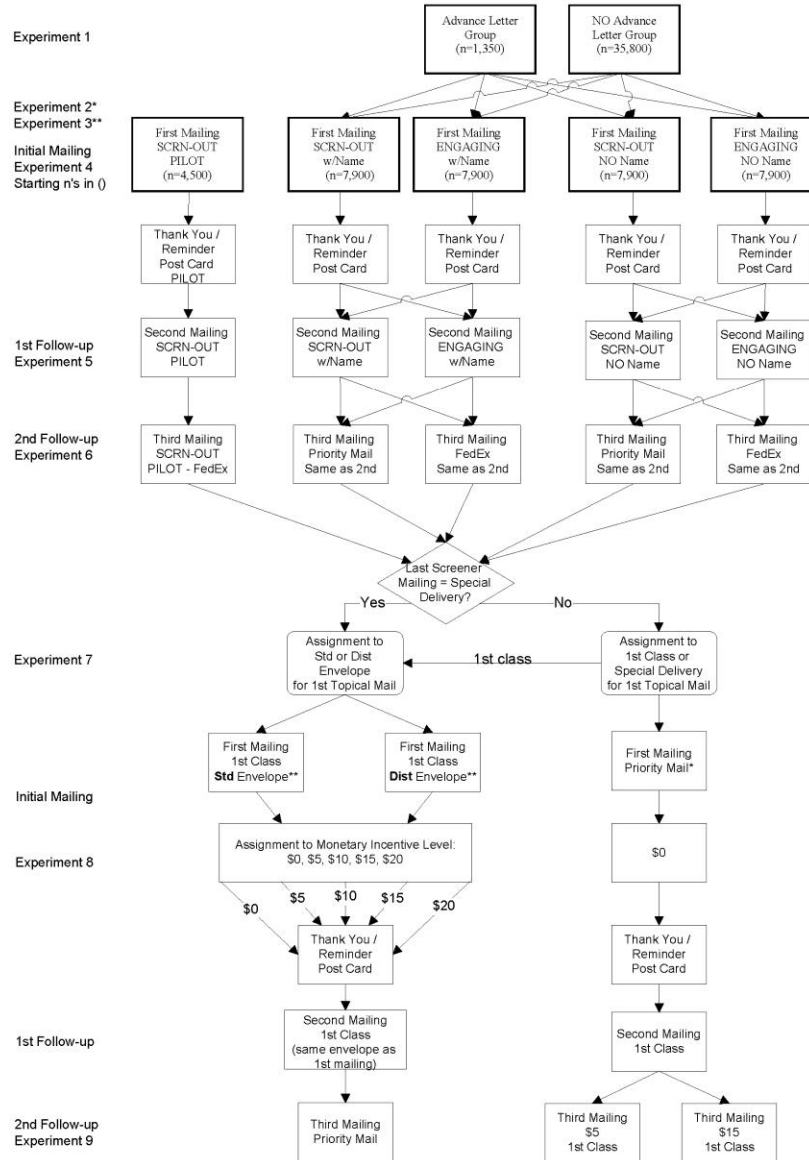 Experiment 1
Advance Letter
Group
(n=1,350)
NO Advance
Letter Group
(n=35,800)
Experiment 2*
Experiment 3**
Initial Mailing
Experiment 4
Starting n's in ()
First Mailing
SCRN-OUT
PILOT
(n=4,500)
First Mailing
SCRN-OUT
w/Name
(n=7,900)
First Mailing
ENGAGING
w/Name
(n=7,900)
First Mailing
SCRN-OUT
NO Name
(n=7,900)
First Mailing
ENGAGING
NO Name
(n=7,900)
Thank You /
Reminder
Post Card
PILOT
Thank You /
Reminder
Post Card
Thank You /
Reminder
Post Card
Thank You /
Reminder
Post Card
Thank You /
Reminder
Post Card
1st Follow-up
Experiment 5
Second Mailing
SCRN-OUT
PILOT
Second Mailing
SCRN-OUT
w/Name
Second Mailing
ENGAGING
w/Name
Second Mailing
SCRN-OUT
NO Name
Second Mailing
ENGAGING
NO Name
2nd Follow-up
Experiment 6
Third Mailing
SCRN-OUT
PILOT - FedEx
Third Mailing
Priority Mail
Same as 2nd
Third Mailing
FedEx
Same as 2nd
Third Mailing
Priority Mail
Same as 2nd
Third Mailing
FedEx
Same as 2nd
Last Screener
Mailing = Special
Delivery?
Yes
No
Experiment 7
Assignment to
Std or Dist
Envelope
for 1st Topical Mail
1st class
Assignment to
1st Class or
Special Delivery
for 1st Topical Mail
Initial Mailing
First Mailing
1st Class
Std Envelope**
First Mailing
1st Class
Dist Envelope**
First Mailing
Priority Mail*
Experiment 8
Assignment to Monetary Incentive Level:
$0, $5, $10, $15, $20
$0
$0
$5
$10
$15
$20
Thank You /
Reminder
Post Card
Thank You /
Reminder
Post Card
1st Follow-up
Second Mailing
1st Class
(same envelope as
1st mailing)
Second Mailing
1st Class
2nd Follow-up
Experiment 9
Third Mailing
Priority Mail
Third Mailing
$5
1st Class
Third Mailing
$15
1st Class